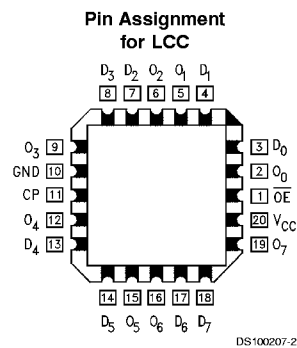 Pin Assignment
for LCC
D3 D2 O2 O1 D1
8 7 6 5 4
O3 9
GND 10
CP 11
O4 12
D4 13
3 D0
2 O0
1 OE
20 VCC
19 O7
14 15 16 17 18
D5 O5 O6 D6 D7
DS100207-2